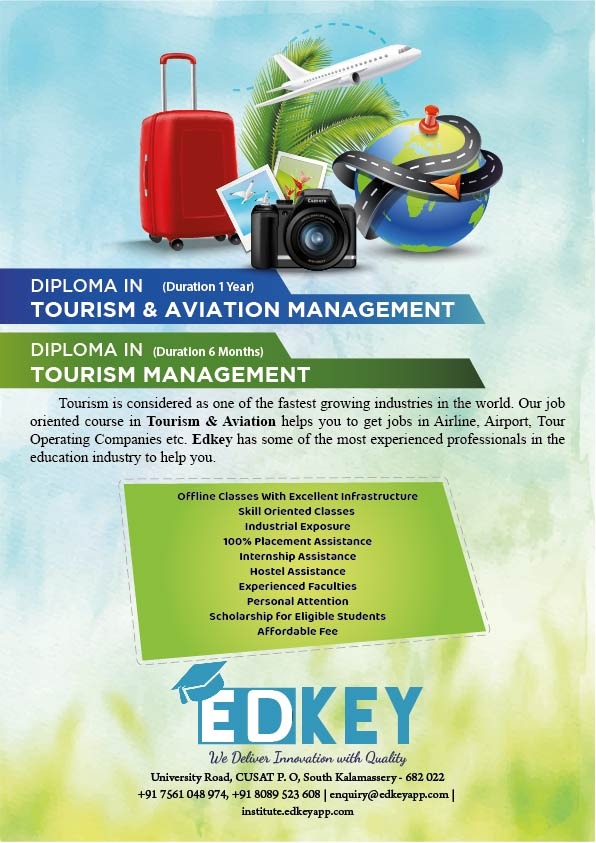 DIPLOMA IN (Duration 1 Year)
TOURISM & AVIATION MANAGEMENT
DIPLOMA IN (Duration 6 Months)
TOURISM MANAGEMENT
Tourism is considered as one of the fastest growing industries in the world. Our job
oriented course in Tourism & Aviation helps you to get jobs in Airline, Airport, Tour
Operating Companies etc. Edkey has some of the most experienced professionals in the
education industry to help you.
Offline Classes With Excellent Infrastructure
Skill Oriented Classes
Industrial Exposure
100% Placement Assistance
Internship Assistance
Hostel Assistance
Experienced Faculties
Personal Attention
Scholarship for Eligible Students
Affordable Fee
EDKEY
We Deliver Innovation with Quality
University Road, CUSAT P. O, South Kalamassery - 682 022
+91 7561 048 974, +91 8089 523 608 | enquiry@edkeyapp.com |
institute.edkeyapp.com